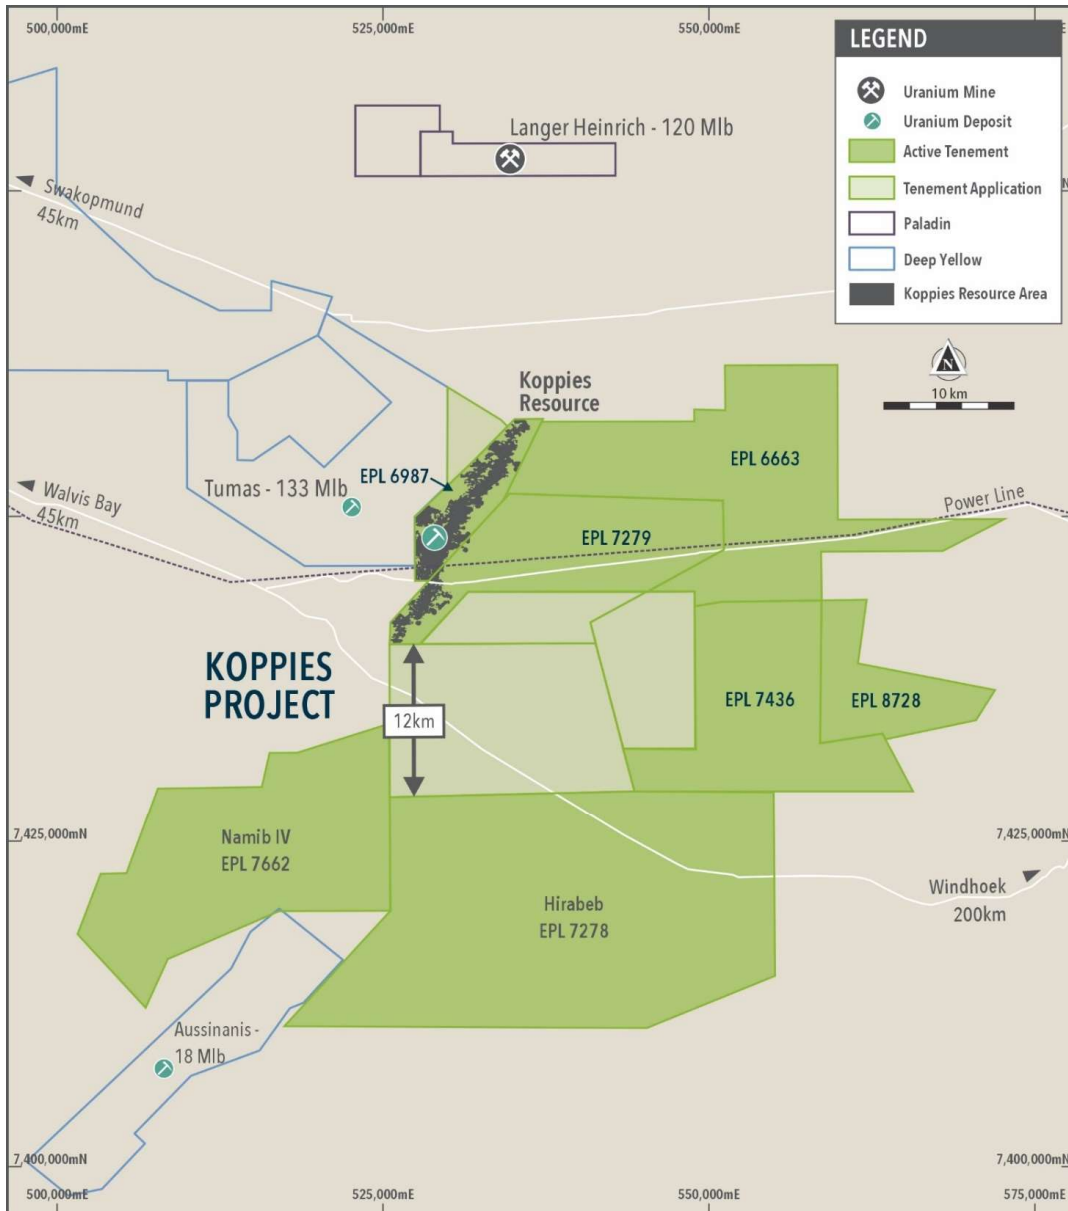 500,000mE
525,000mE
550,000mE
E
LEGEND
Uranium Mine
Uranium Deposit
Active Tenement
Tenement Application
Paladin
Deep Yellow
Koppies Resource Area
N
Langer Heinrich - 120 Mlb
Swakopmund
45km
N
10 km
Koppies
Resource
EPL 6663
EPL 6987
Tumas - 133 Mlb
Walvis Bay
45km
Power Line
EPL 7279
KOPPIES
PROJECT
12km
EPL 7436
EPL 8728
7,425,000mN
7,425,000mN
Namib IV
EPL 7662
Hirabeb
EPL 7278
Windhoek
200km
Aussinanis -
18 Mlb
7,400,000mN
7,400,000mN
500,000mE
525,000mE
550,000mE
575,000mE